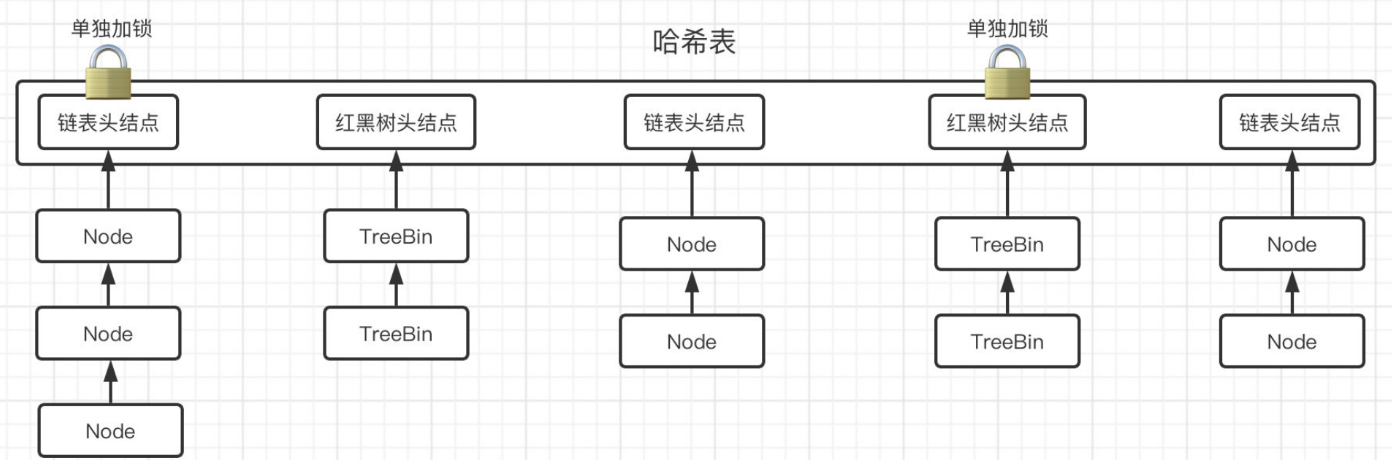 单独加锁
哈希表
单独加锁
链表头结点
红黑树头结点
链表头结点
红黑树头结点
链表头结点
Node
TreeBin
Node
TreeBin
Node
Node
TreeBin
Node
TreeBin
Node
Node